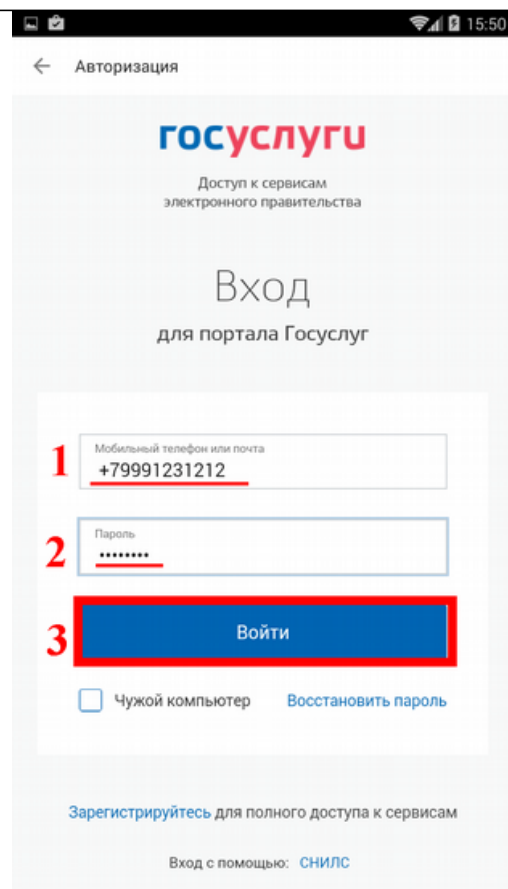 15:50
Авторизация
госуслуги
Доступ к сервисам
электронного правительства
Вход
для портала Госуслуг
Мобильный телефон или почта
1 +79991231212
Пароль
2 ••••••••
3 Войти
Чужой компьютер Восстановить пароль
Зарегистрируйтесь для полного доступа к сервисам
Вход с помощью: СНИЛС